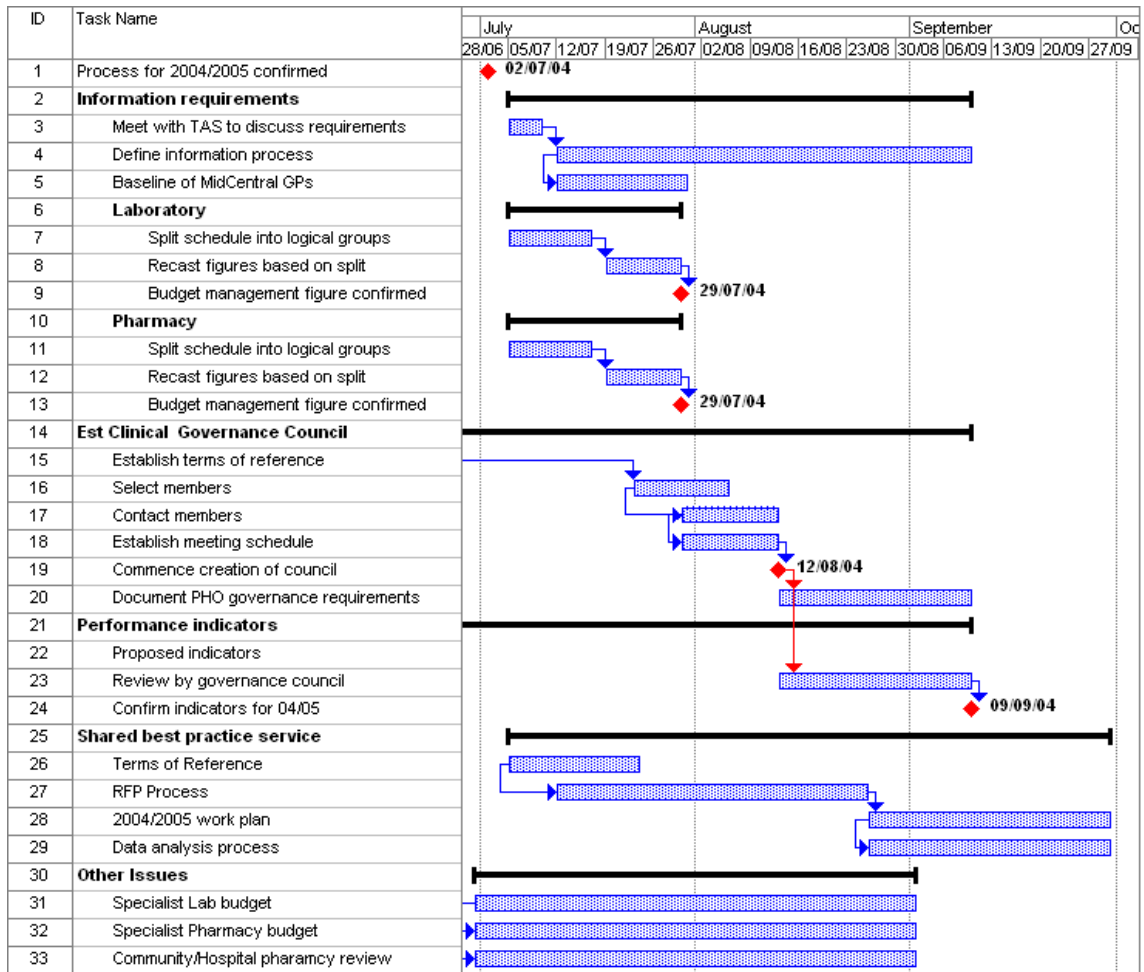 ID Task Name July August September Oc
28/06 05/07 12/07 19/07 26/07 02/08 09/08 16/08 23/08 30/08 06/09 13/09 20/09 27/09
1 Process for 2004/2005 confirmed 02/07/04
2 Information requirements
3 Meet with TAS to discuss requirements
4 Define information process
5 Baseline of MidCentral GPs
6 Laboratory
7 Split schedule into logical groups
8 Recast figures based on split
9 Budget management figure confirmed 29/07/04
10 Pharmacy
11 Split schedule into logical groups
12 Recast figures based on split
13 Budget management figure confirmed 29/07/04
14 Est Clinical Governance Council
15 Establish terms of reference
16 Select members
17 Contact members
18 Establish meeting schedule
19 Commence creation of council 12/08/04
20 Document PHO governance requirements
21 Performance indicators
22 Proposed indicators
23 Review by governance council
24 Confirm indicators for 04/05 09/09/04
25 Shared best practice service
26 Terms of Reference
27 RFP Process
28 2004/2005 work plan
29 Data analysis process
30 Other Issues
31 Specialist Lab budget
32 Specialist Pharmacy budget
33 Community/Hospital pharamcy review